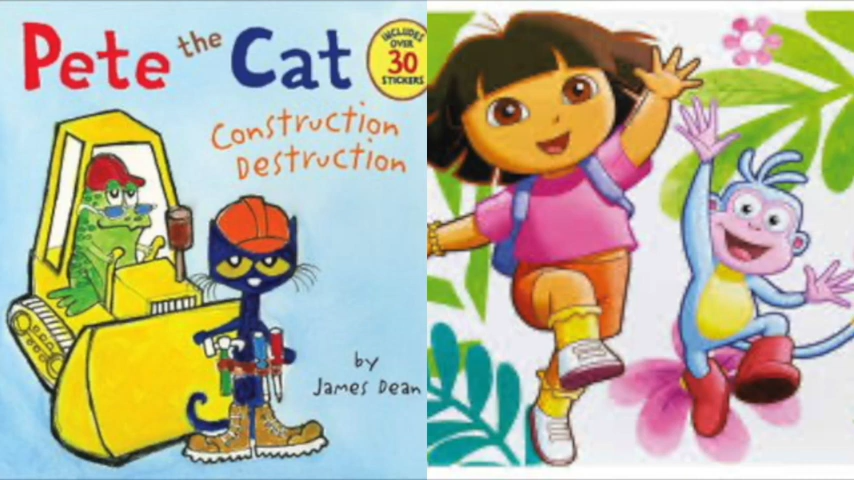 Pete the Cat
INCLUDES
OVER
30
STICKERS
Construction
Destruction
by
James Dean